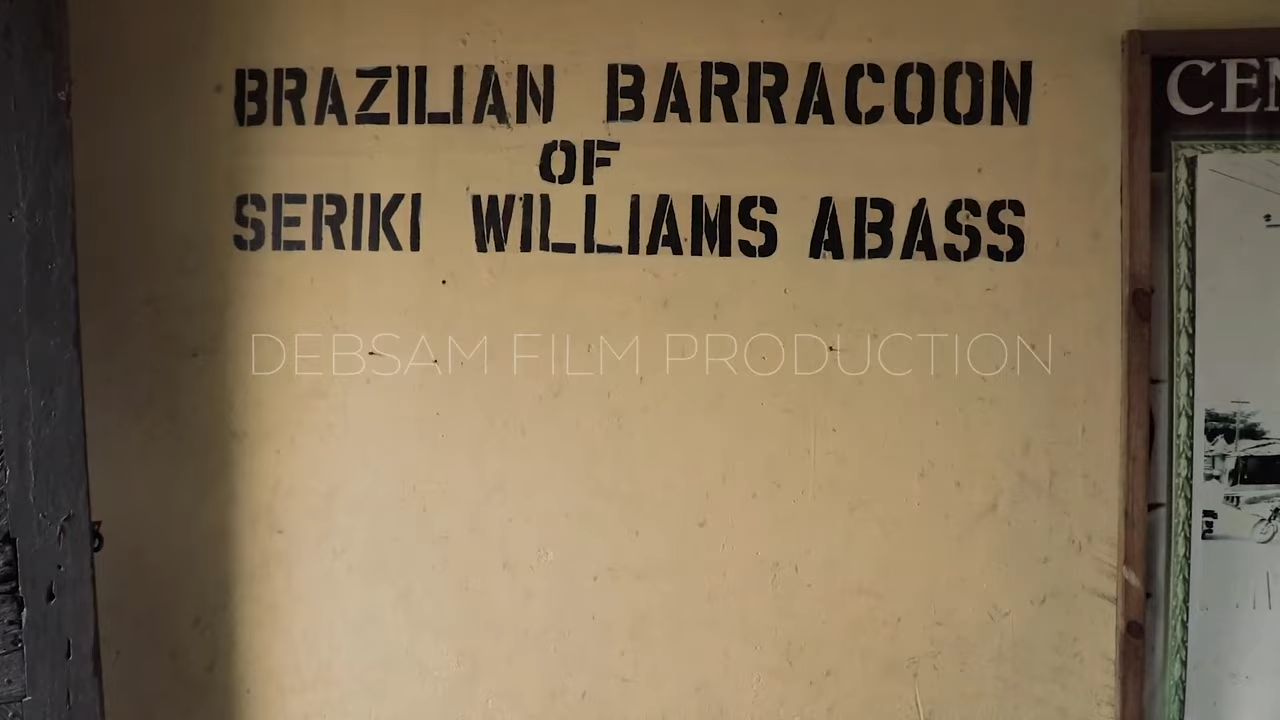 BRAZILIAN BARRACOON
OF
SERIKI WILLIAMS ABASS
DEBSAM FILM PRODUCTION